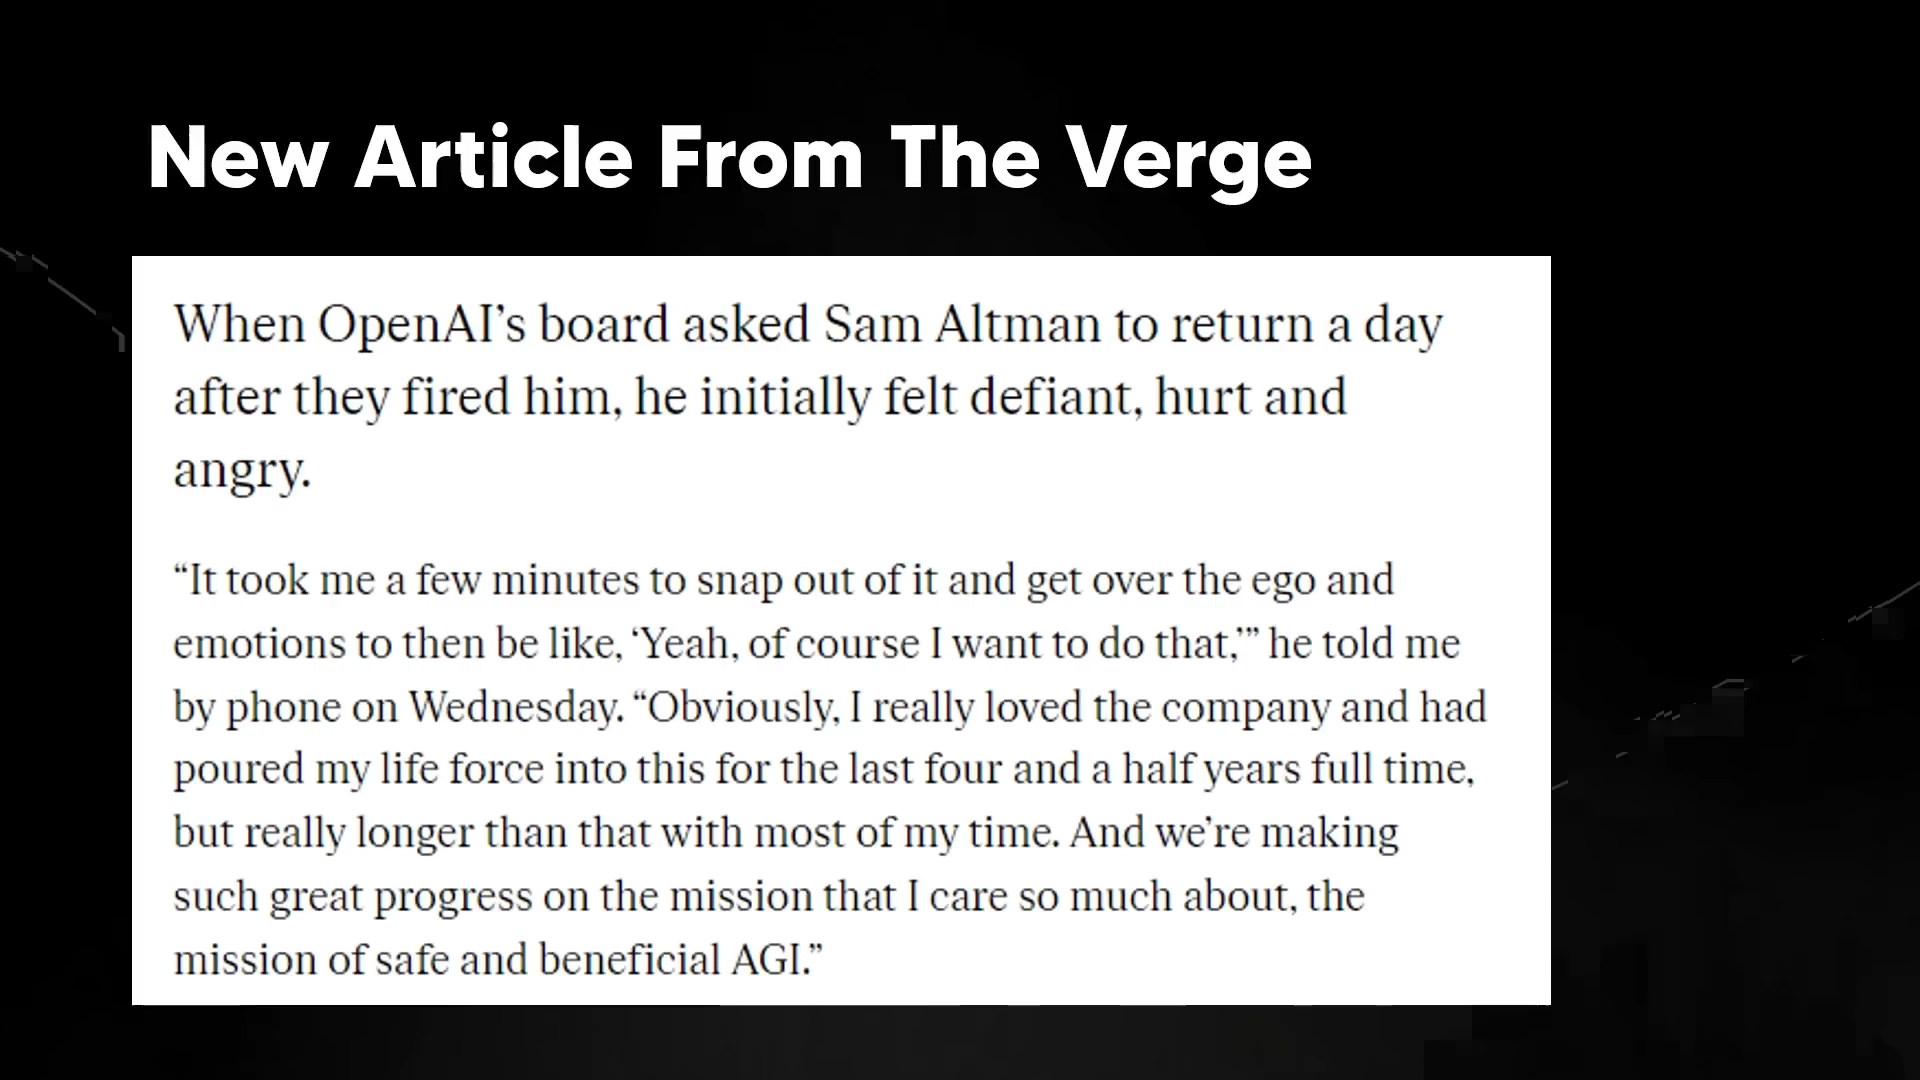 New Article From The Verge
When OpenAI’s board asked Sam Altman to return a day
after they fired him, he initially felt defiant, hurt and
angry.
“It took me a few minutes to snap out of it and get over the ego and
emotions to then be like, ‘Yeah, of course I want to do that,’” he told me
by phone on Wednesday. “Obviously, I really loved the company and had
poured my life force into this for the last four and a half years full time,
but really longer than that with most of my time. And we’re making
such great progress on the mission that I care so much about, the
mission of safe and beneficial AGI.”